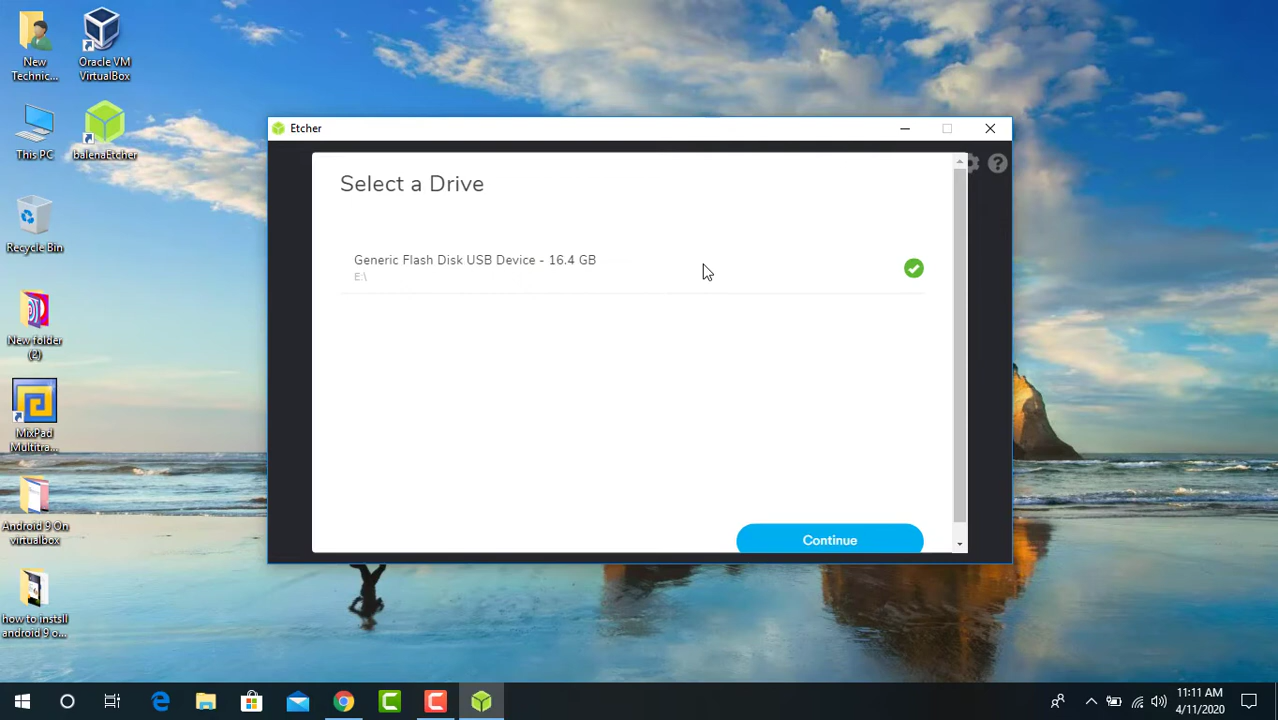 New
Technic...
Oracle VM
VirtualBox
This PC
balenaEtcher
Recycle Bin
New folder
(2)
MixPad
Multitra...
Android 9 On
virtualbox
how to instsll
android 9 o...
Etcher
Select a Drive
Generic Flash Disk USB Device - 16.4 GB
E:\
Continue
11:11 AM
4/11/2020